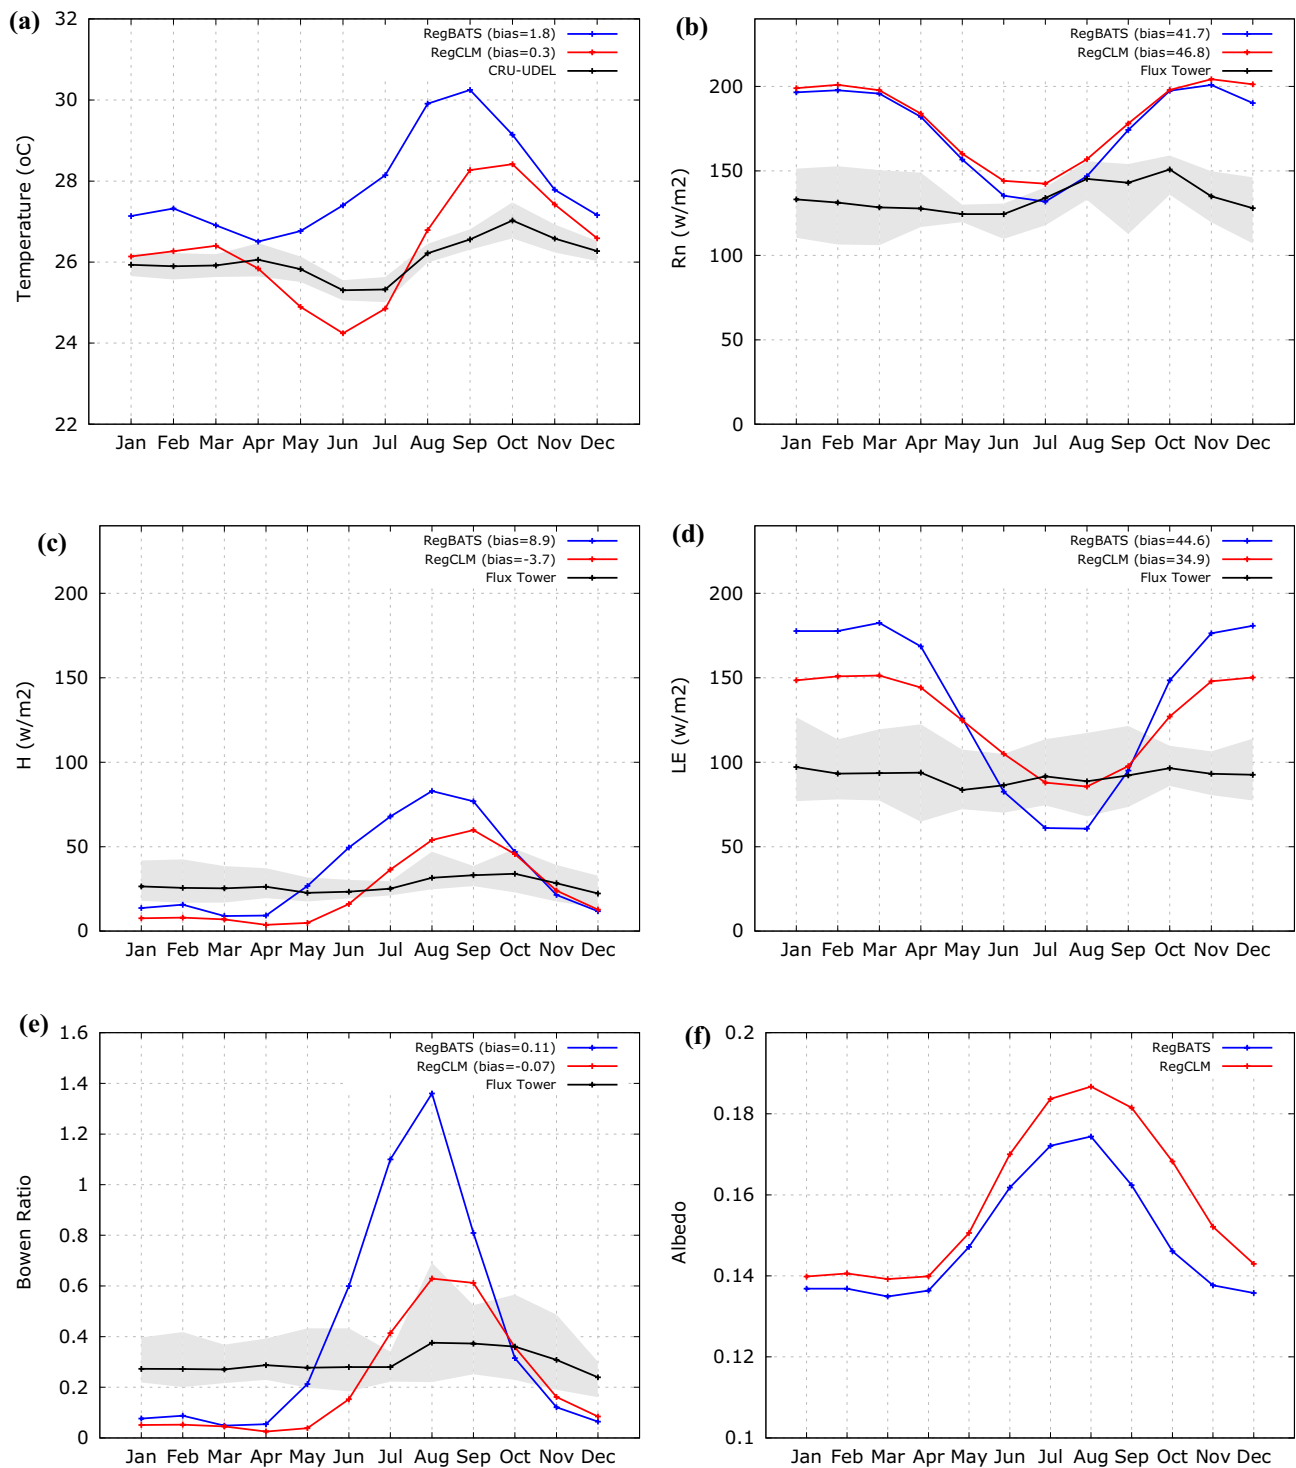 (a)
32
30
28
26
24
22
Temperature (oC)
RegBATS (bias=1.8)
RegCLM (bias=0.3)
CRU-UDEL
Jan Feb Mar Apr May Jun Jul Aug Sep Oct Nov Dec
(b)
200
150
100
50
0
Rn (w/m2)
RegBATS (bias=41.7)
RegCLM (bias=46.8)
Flux Tower
Jan Feb Mar Apr May Jun Jul Aug Sep Oct Nov Dec
(c)
200
150
100
50
0
H (w/m2)
RegBATS (bias=8.9)
RegCLM (bias=-3.7)
Flux Tower
Jan Feb Mar Apr May Jun Jul Aug Sep Oct Nov Dec
(d)
200
150
100
50
0
LE (w/m2)
RegBATS (bias=44.6)
RegCLM (bias=34.9)
Flux Tower
Jan Feb Mar Apr May Jun Jul Aug Sep Oct Nov Dec
(e)
1.6
1.4
1.2
1
0.8
0.6
0.4
0.2
0
Bowen Ratio
RegBATS (bias=0.11)
RegCLM (bias=-0.07)
Flux Tower
Jan Feb Mar Apr May Jun Jul Aug Sep Oct Nov Dec
(f)
0.2
0.18
0.16
0.14
0.12
0.1
Albedo
RegBATS
RegCLM
Jan Feb Mar Apr May Jun Jul Aug Sep Oct Nov Dec